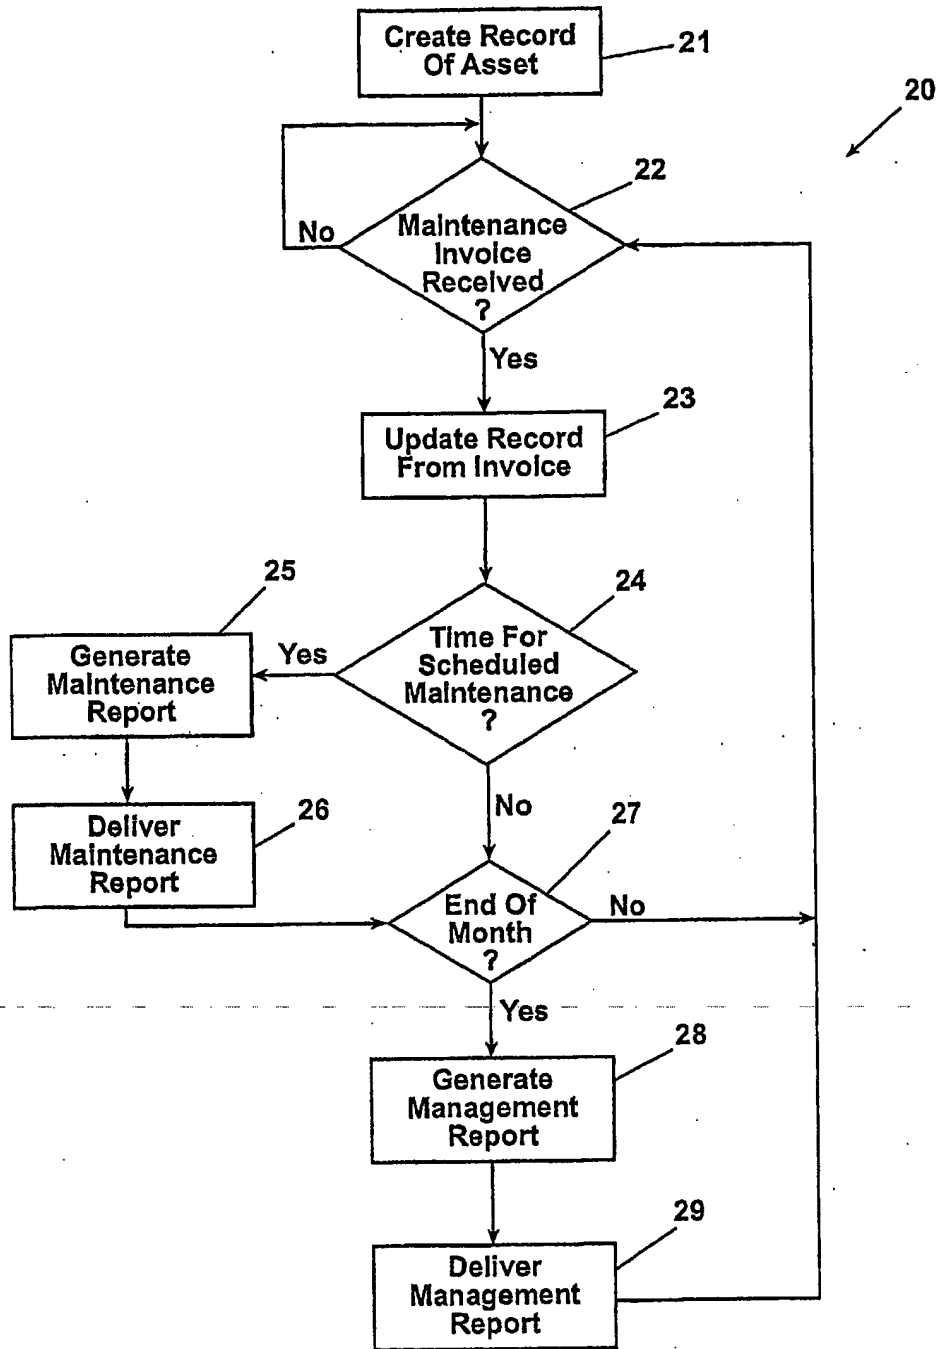 Create Record
Of Asset
21
20
22
Maintenance
Invoice
Received
?
No
Yes
23
Update Record
From Invoice
24
Time For
Scheduled
Maintenance
?
Yes
25
Generate
Maintenance
Report
No
26
Deliver
Maintenance
Report
27
End Of
Month
?
No
Yes
28
Generate
Management
Report
29
Deliver
Management
Report